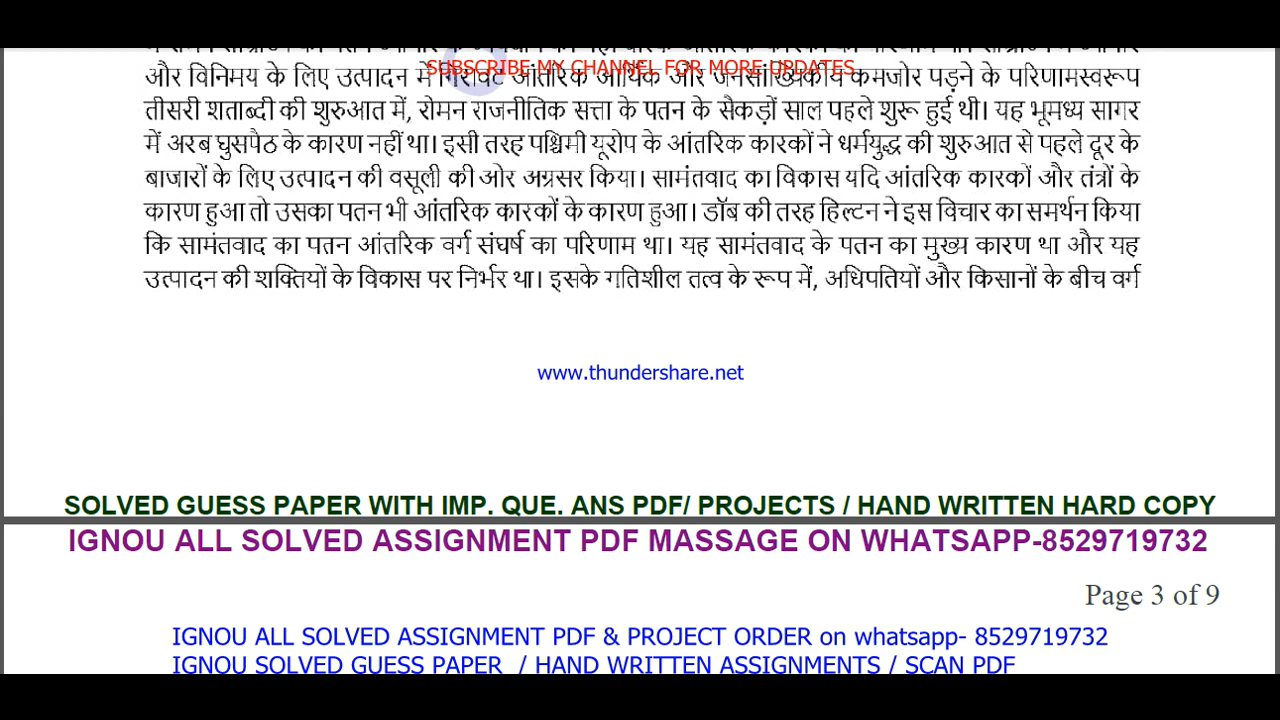 SUBSCRIBE MY CHANNEL FOR MORE UPDATES
और विनिमय के लिए उत्पादन में गिरावट आंतरिक आर्थिक और जनसांख्यिकीय कमजोर पड़ने के परिणामस्वरूप
तीसरी शताब्दी की शुरुआत में, रोमन राजनीतिक सत्ता के पतन के सैकड़ों साल पहले शुरू हुई थी। यह भूमध्य सागर
में अरब घुसपैठ के कारण नहीं था। इसी तरह पश्चिमी यूरोप के आंतरिक कारकों ने धर्मयुद्ध की शुरुआत से पहले दूर के
बाजारों के लिए उत्पादन की वसूली की ओर अग्रसर किया। सामंतवाद का विकास यदि आंतरिक कारकों और तंत्रों के
कारण हुआ तो उसका पतन भी आंतरिक कारकों के कारण हुआ। डॉब की तरह हिल्टन ने इस विचार का समर्थन किया
कि सामंतवाद का पतन आंतरिक वर्ग संघर्ष का परिणाम था। यह सामंतवाद के पतन का मुख्य कारण था और यह
उत्पादन की शक्तियों के विकास पर निर्भर था। इसके गतिशील तत्व के रूप में, अधिपतियों और किसानों के बीच वर्ग
www.thundershare.net
SOLVED GUESS PAPER WITH IMP. QUE. ANS PDF/ PROJECTS / HAND WRITTEN HARD COPY
IGNOU ALL SOLVED ASSIGNMENT PDF MASSAGE ON WHATSAPP-8529719732
Page 3 of 9
IGNOU ALL SOLVED ASSIGNMENT PDF & PROJECT ORDER on whatsapp- 8529719732
IGNOU SOLVED GUESS PAPER / HAND WRITTEN ASSIGNMENTS / SCAN PDF